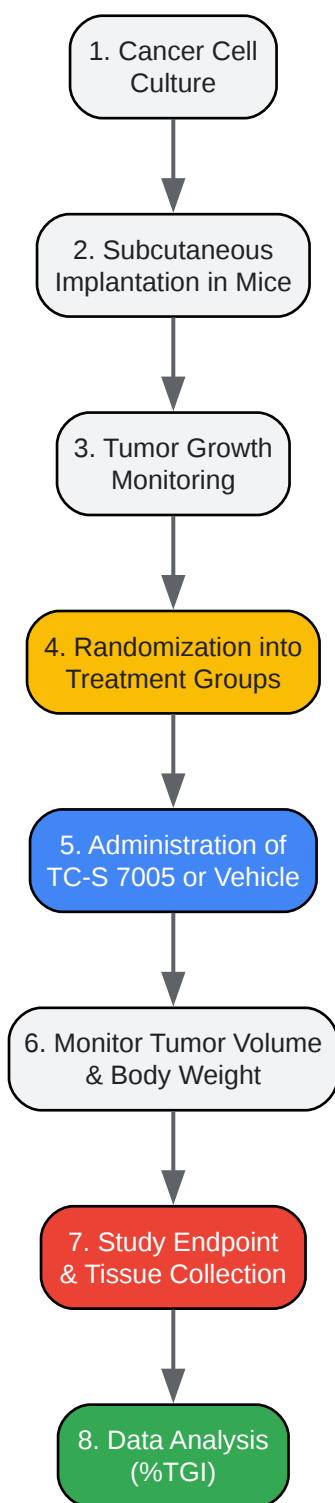 1. Cancer Cell
Culture
2. Subcutaneous
Implantation in Mice
3. Tumor Growth
Monitoring
4. Randomization into
Treatment Groups
5. Administration of
TC-S 7005 or Vehicle
6. Monitor Tumor Volume
& Body Weight
7. Study Endpoint
& Tissue Collection
8. Data Analysis
(%TGI)